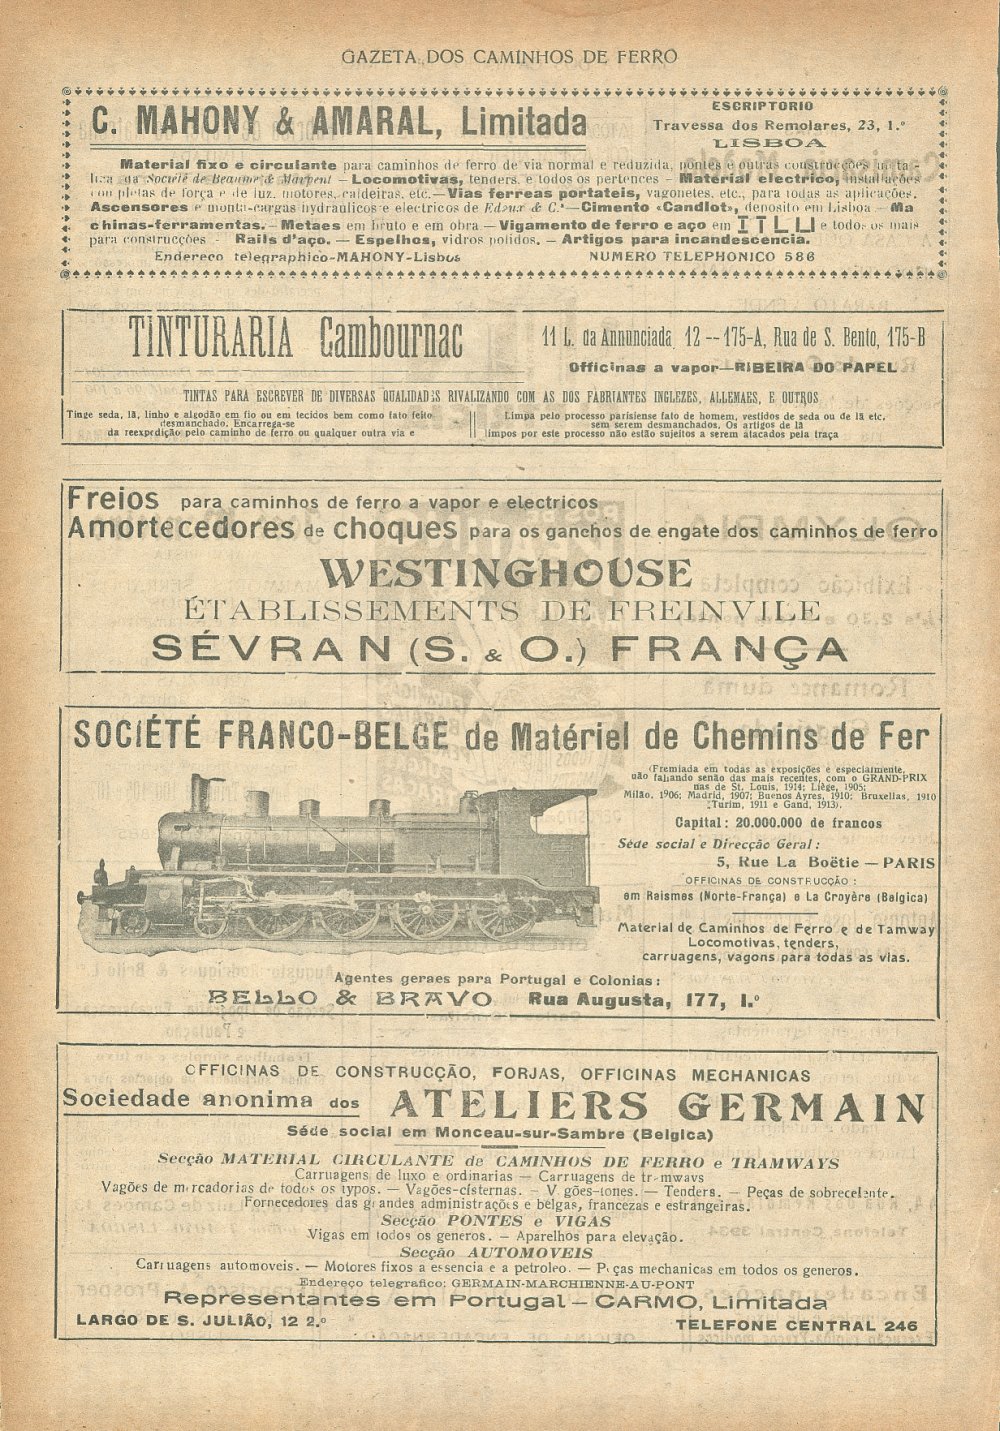 GAZETA DOS CAMINHOS DE FERRO
C. MAHONY & AMARAL, Limitada
ESCRIPTORIO
Travessa dos Remolares, 23, 1.º
LISBOA
Material fixo e circulante para caminhos de ferro de via normal e reduzida, pontes e outras construcções meta-
lica da Societé de Beaume & Marpent — Locomotivas, tenders, e todos os pertences — Material electrico, installações
completas de força e de luz, motores, caldeiras, etc. — Vias ferreas portateis, vagonetes, etc., para todas as aplicações.
Ascensores e monta-cargas hydraulicos e electricos de Edoux & C.ª — Cimento «Candlot», deposito em Lisboa — Ma
chinas-ferramentas. — Metaes em bruto e em obra — Vigamento de ferro e aço em I T L U e todos os mais
para construcções — Rails d'aço. — Espelhos, vidros polidos. — Artigos para incandescencia.
Endereco telegraphico-MAHONY-Lisboa
NUMERO TELEPHONICO 586
TINTURARIA Cambournac
11 L. da Annunciada, 12 -- 175-A, Rua de S. Bento, 175-B
Officinas a vapor—RIBEIRA DO PAPEL
TINTAS PARA ESCREVER DE DIVERSAS QUALIDADES RIVALIZANDO COM AS DOS FABRIANTES INGLEZES, ALLEMAES, E OUTROS
Tinge seda, lã, linho e algodão em fio ou em tecidos bem como fato feito
desmanchado. Encarrega-se
da reexpedição pelo caminho de ferro ou qualquer outra via e
Limpa pelo processo parisiense fato de homem, vestidos de seda ou de lã etc.
sem serem desmanchados. Os artigos de lã
limpos por este processo não estão sujeitos a serem atacados pela traça
Freios para caminhos de ferro a vapor e electricos
Amortecedores de choques para os ganchos de engate dos caminhos de ferro
WESTINGHOUSE
ÉTABLISSEMENTS DE FREINVILE
SÉVRAN (S. & O.) FRANÇA
SOCIÉTÉ FRANCO-BELGE de Matériel de Chemins de Fer
(Premiada em todas as exposições e especialmente,
não faltando senão das mais recentes, com o GRAND-PRIX
nas de St. Louis, 1914; Liège, 1905;
Milão, 1906; Madrid, 1907; Buenos Ayres, 1910; Bruxellas, 1910
Turim, 1911 e Gand, 1913).
Capital: 20.000.000 de francos
Séde social e Direcção Geral:
5, Rue La Boëtie — PARIS
OFFICINAS DE CONSTRUCÇÃO:
em Raismes (Norte-França) e La Croyère (Belgica)
Material de Caminhos de Ferro e de Tamway
Locomotivas, tenders,
carruagens, vagons para todas as vias.
Agentes geraes para Portugal e Colonias:
BELLO & BRAVO Rua Augusta, 177, 1.º
OFFICINAS DE CONSTRUCÇÃO, FORJAS, OFFICINAS MECHANICAS
Sociedade anonima dos ATELIERS GERMAIN
Séde social em Monceau-sur-Sambre (Belgica)
Secção MATERIAL CIRCULANTE de CAMINHOS DE FERRO e TRAMWAYS
Carruagens de luxo e ordinarias — Carruagens de tramways
Vagões de mercadorias de todos os typos. — Vagões-cisternas. — Vagões-tones. — Tenders. — Peças de sobrecelente.
Fornecedores das grandes administrações e belgas, francezas e estrangeiras.
Secção PONTES e VIGAS
Vigas em todos os generos. — Aparelhos para elevação.
Secção AUTOMOVEIS
Carruagens automoveis. — Motores fixos a essencia e a petroleo. — Peças mechanicas em todos os generos.
Endereço telegrafico: GERMAIN-MARCHIENNE-AU-PONT
Representantes em Portugal — CARMO, Limitada
LARGO DE S. JULIÃO, 12 2.º
TELEFONE CENTRAL 246